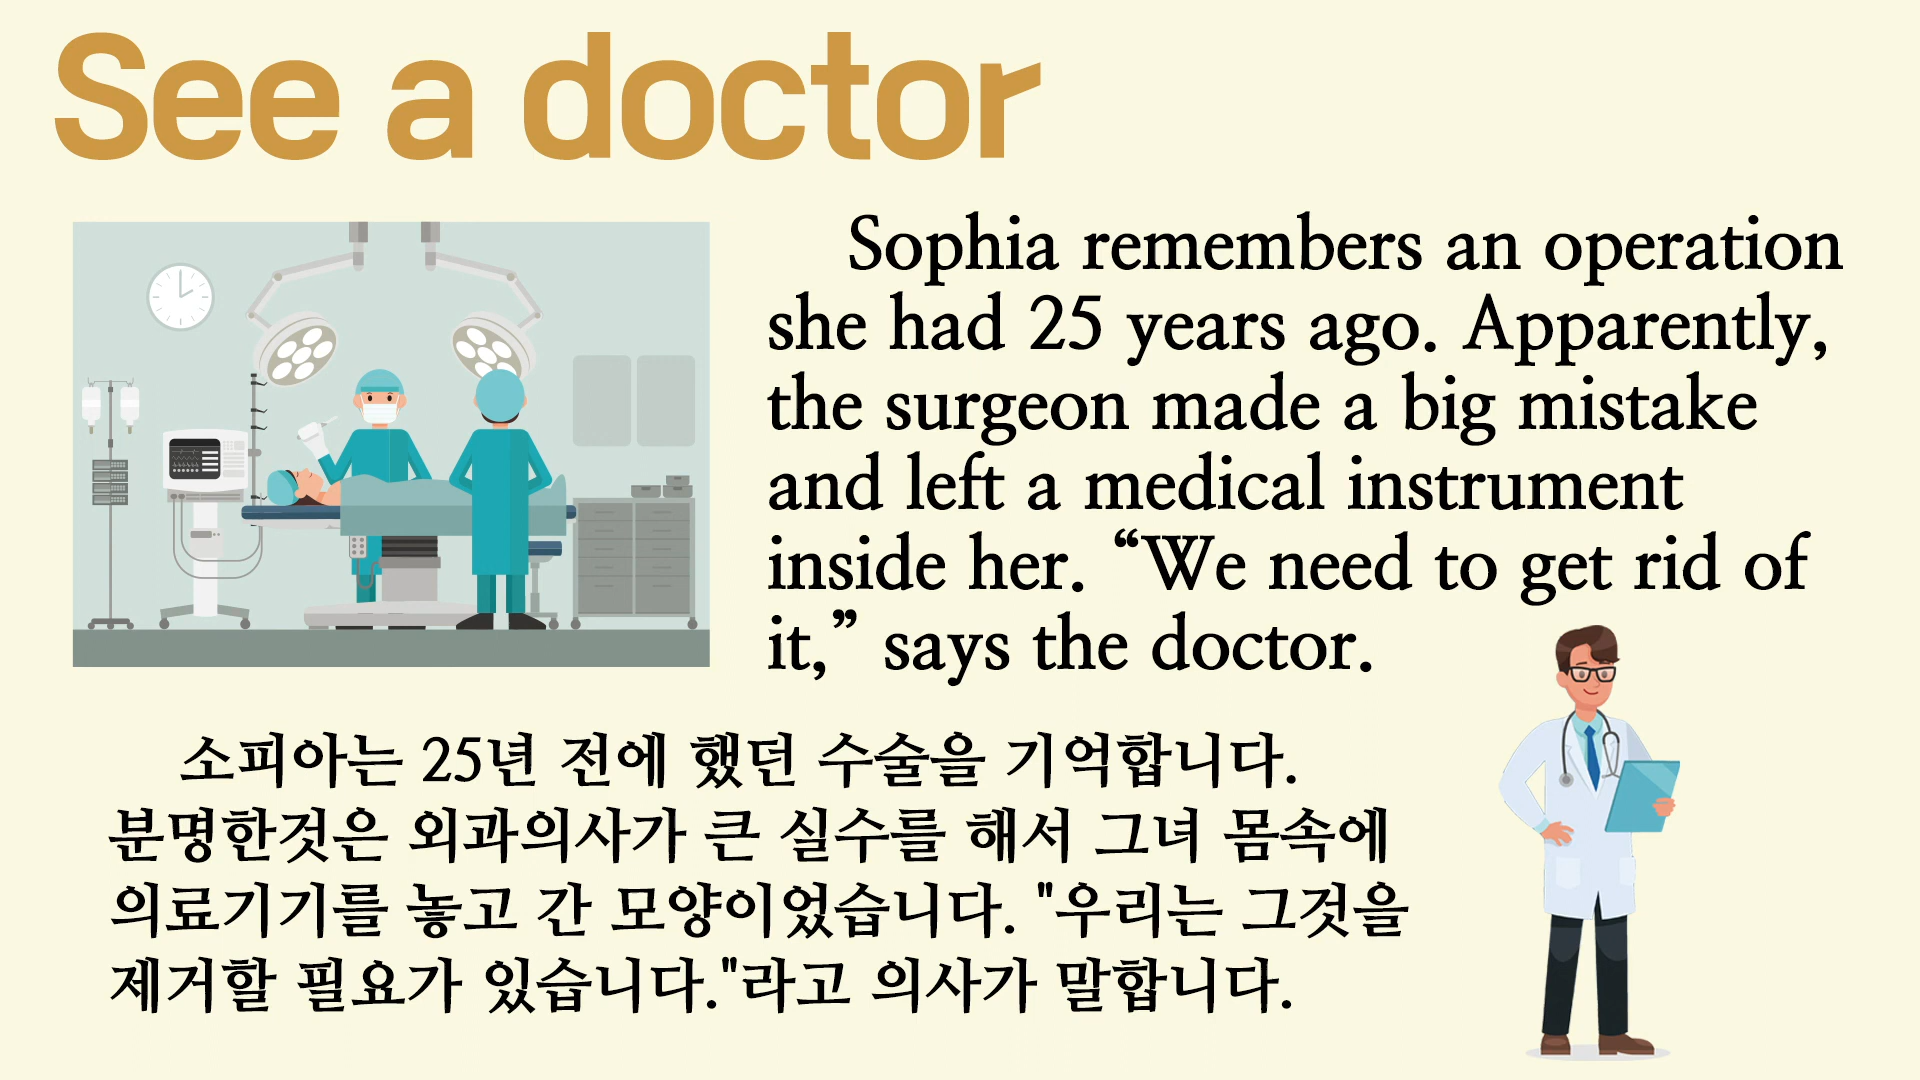 See a doctor
Sophia remembers an operation
she had 25 years ago. Apparently,
the surgeon made a big mistake
and left a medical instrument
inside her. “We need to get rid of
it,” says the doctor.
소피아는 25년 전에 했던 수술을 기억합니다.
분명한것은 외과의사가 큰 실수를 해서 그녀 몸속에
의료기기를 놓고 간 모양이었습니다. "우리는 그것을
제거할 필요가 있습니다."라고 의사가 말합니다.